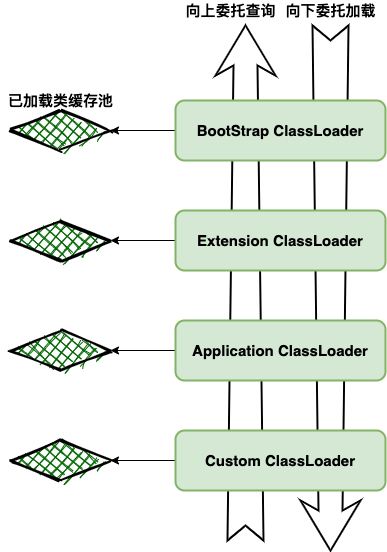 向上委托查询 向下委托加载
已加载类缓存池
BootStrap ClassLoader
Extension ClassLoader
Application ClassLoader
Custom ClassLoader